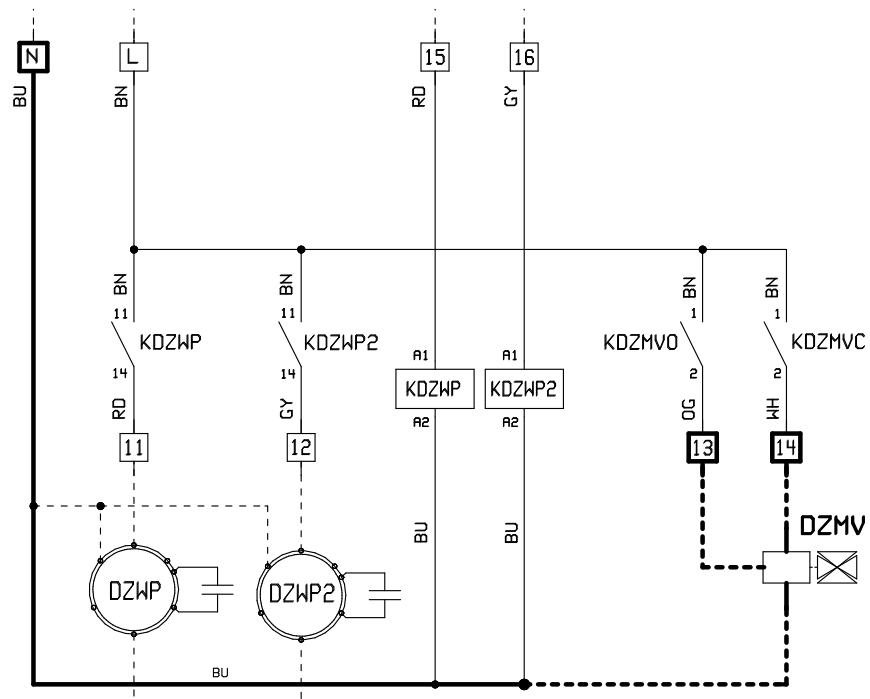 N L 15 16
BU BN RD GY
BN BN BN BN
11 11 1 1
KDZWP KDZWP2 KDZMVO KDZMVC
A1 A1
14 14 2 2
KDZWP KDZWP2
RD GY OG WH
A2 A2
11 12 13 14
BU BU
DZMV
DZWP DZWP2
BU